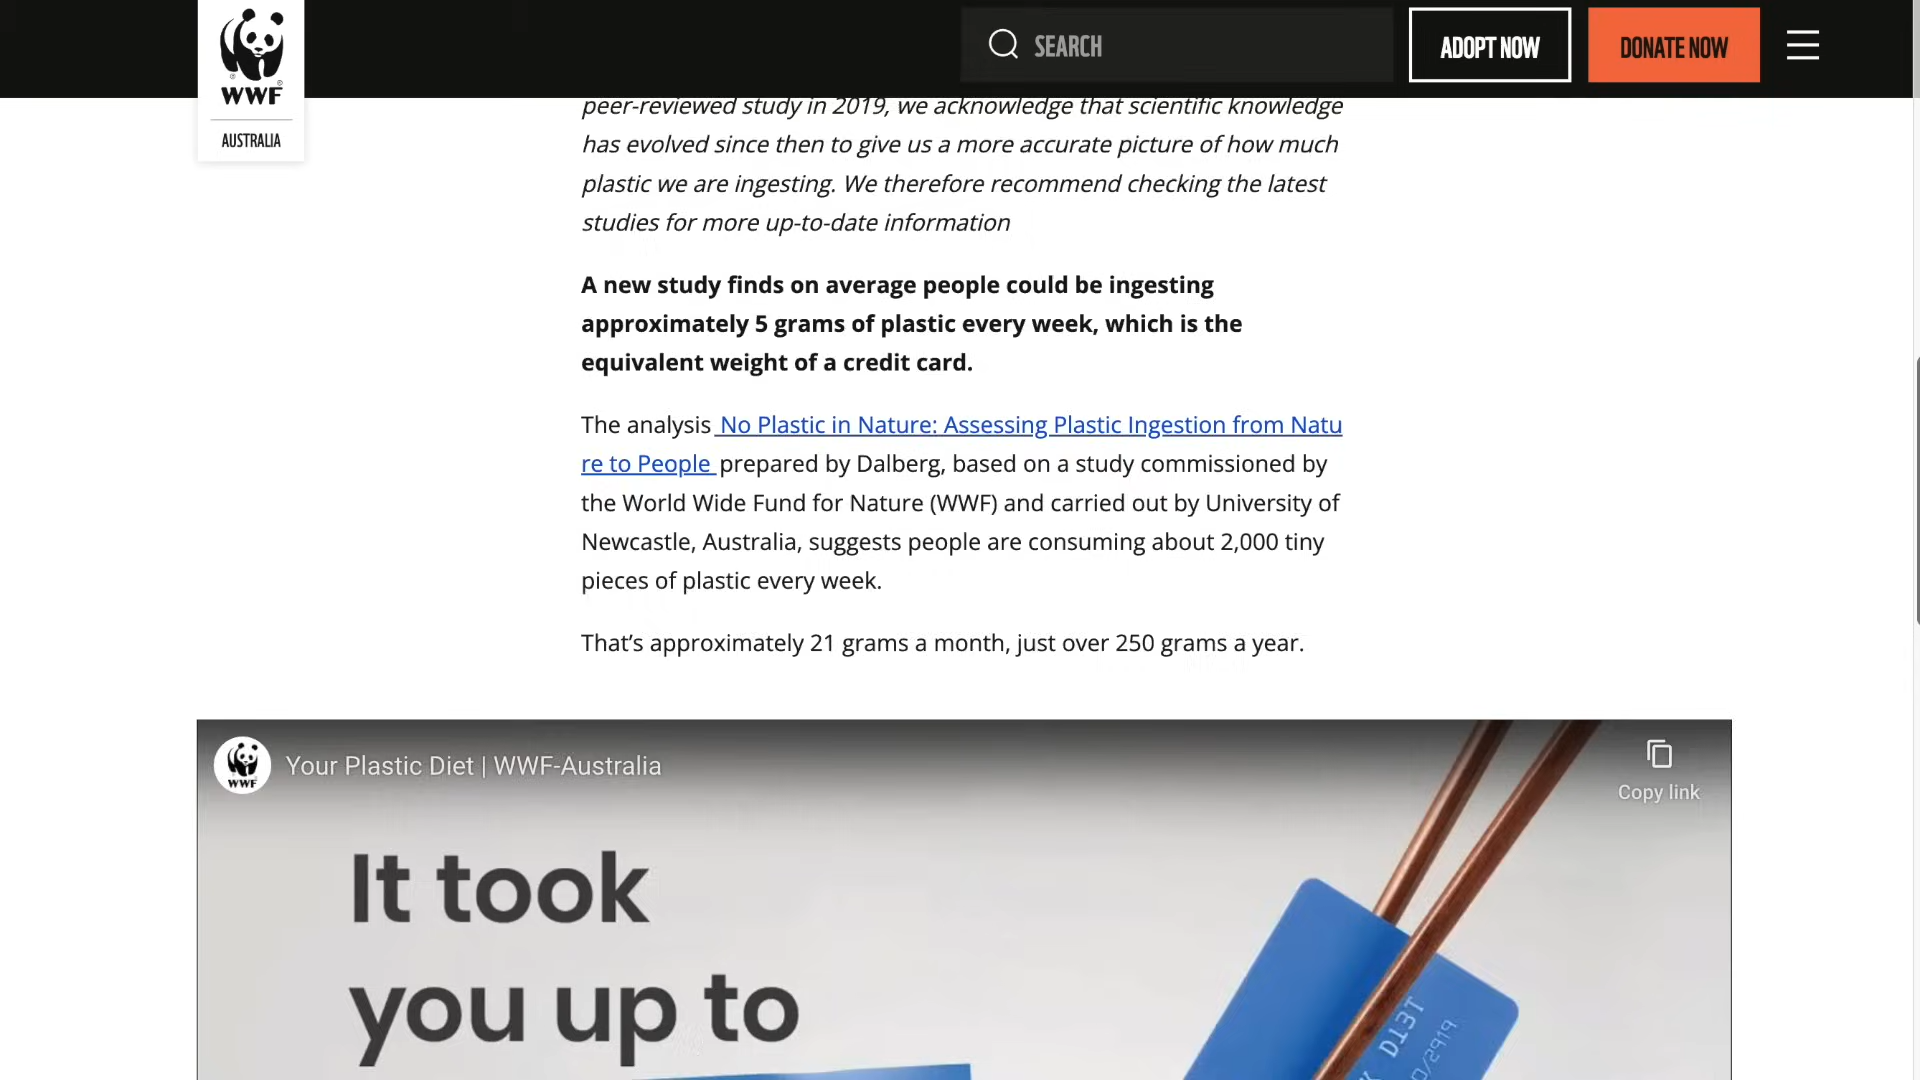 WWF
AUSTRALIA
SEARCH
ADOPT NOW
DONATE NOW
peer-reviewed study in 2019, we acknowledge that scientific knowledge
has evolved since then to give us a more accurate picture of how much
plastic we are ingesting. We therefore recommend checking the latest
studies for more up-to-date information
A new study finds on average people could be ingesting
approximately 5 grams of plastic every week, which is the
equivalent weight of a credit card.
The analysis No Plastic in Nature: Assessing Plastic Ingestion from Natu
re to People prepared by Dalberg, based on a study commissioned by
the World Wide Fund for Nature (WWF) and carried out by University of
Newcastle, Australia, suggests people are consuming about 2,000 tiny
pieces of plastic every week.
That’s approximately 21 grams a month, just over 250 grams a year.
WWF
Your Plastic Diet | WWF-Australia
Copy link
It took
you up to
D13T